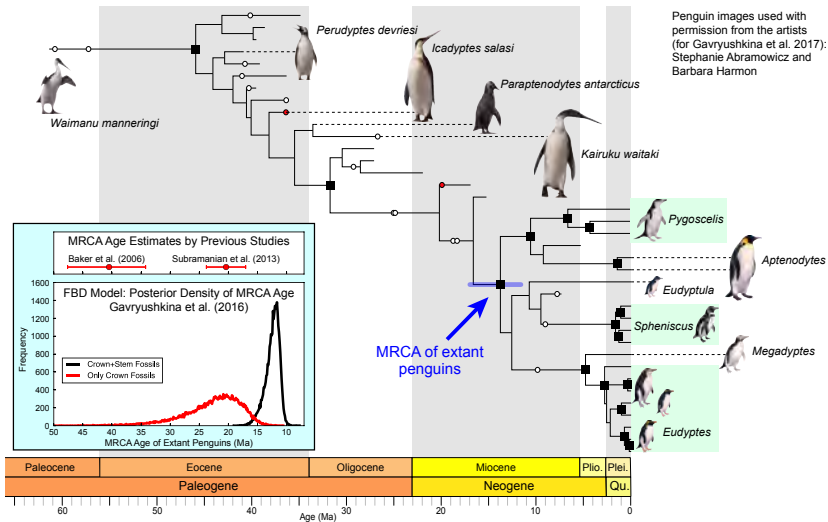 Perudyptes devriesi
Icadyptes salasi
Penguin images used with
permission from the artists
(for Gavryushkina et al. 2017):
Stephanie Abramowicz and
Barbara Harmon
Paraptenodytes antarcticus
Waimanu manneringi
Kairuku waitaki
Pygoscelis
Aptenodytes
Eudyptula
Spheniscus
Megadyptes
Eudyptes
MRCA of extant
penguins
MRCA Age Estimates by Previous Studies
Baker et al. (2006)
Subramanian et al. (2013)
FBD Model: Posterior Density of MRCA Age
Gavryushkina et al. (2016)
Frequency
1600
1400
1200
1000
800
600
400
200
0
Crown+Stem Fossils
Only Crown Fossils
50 45 40 35 30 25 20 15 10
MRCA Age of Extant Penguins (Ma)
Paleocene Eocene Oligocene Miocene Plio. Plei.
Paleogene Neogene Qu.
60 50 40 30 20 10 0
Age (Ma)